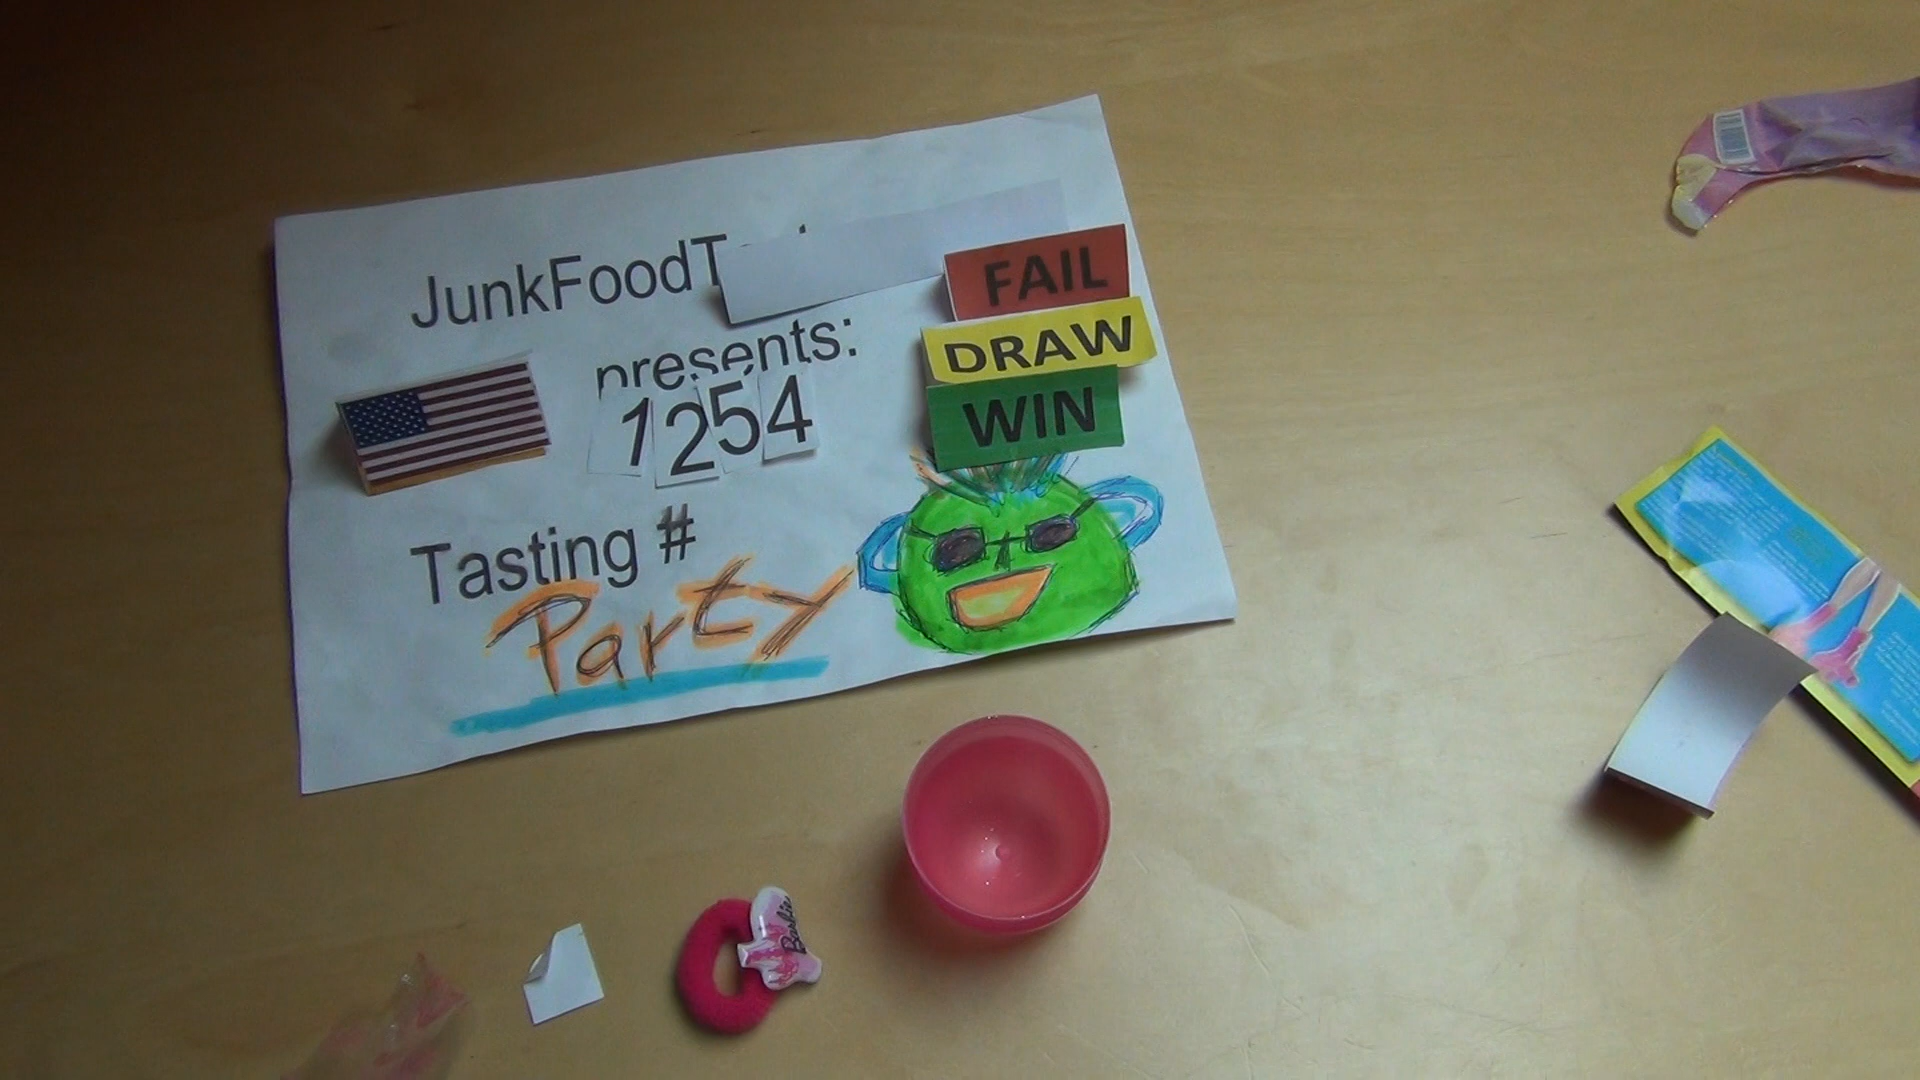 JunkFoodT
presents:
1254
Tasting #
Party
FAIL
DRAW
WIN
Barbie